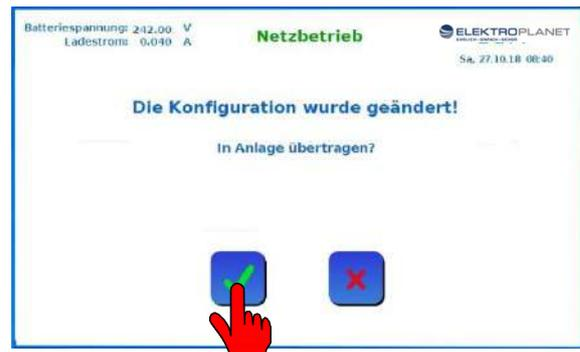 Batteriespannung: 242.00 V
Ladestrom: 0.040 A
Netzbetrieb
ELEKTROPLANET
Sa, 27.10.18 08:40
Die Konfiguration wurde geändert!
In Anlage übertragen?